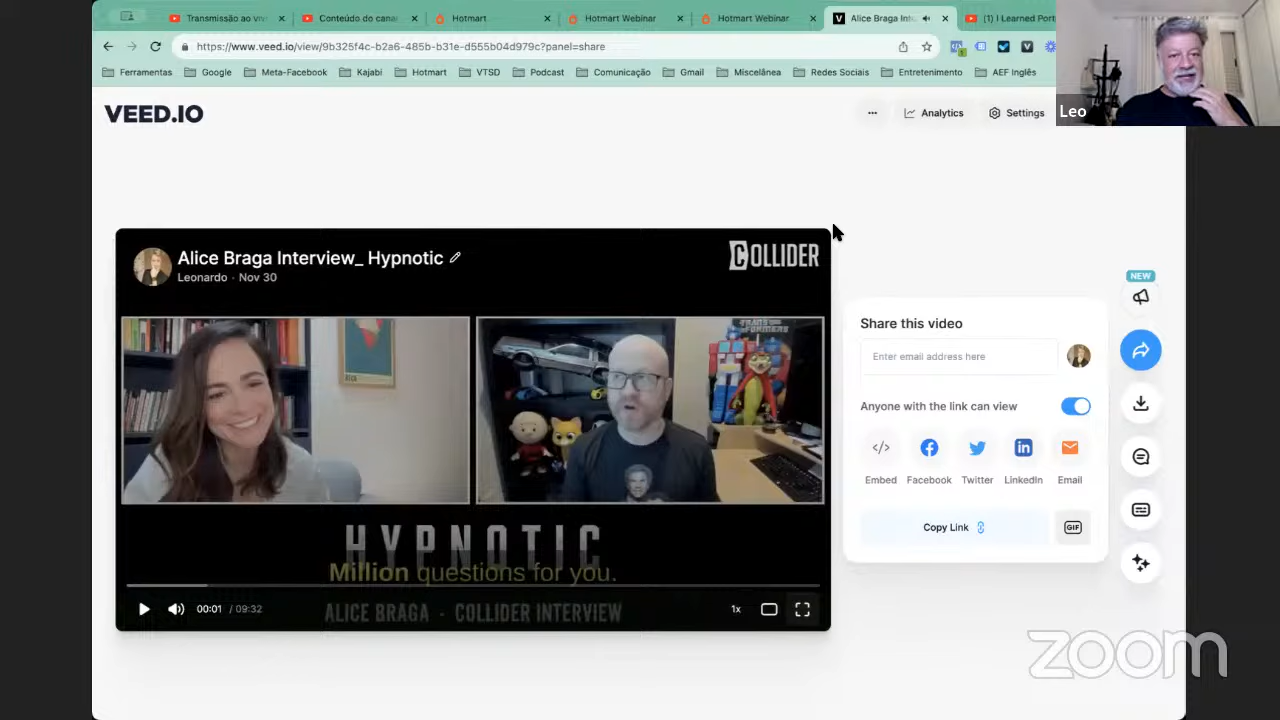 Transmissão ao viv
Conteúdo do canal
Hotmart
Hotmart Webinar
Hotmart Webinar
Alice Braga Inte
(1) I Learned Port
https://www.veed.io/view/9b325f4c-b2a6-485b-b31e-d555b04d979c?panel=share
Ferramentas
Google
Meta-Facebook
Kajabi
Hotmart
VTSD
Podcast
Comunicação
Gmail
Miscelânea
Redes Sociais
Entretenimento
AEF Inglês
Leo
VEED.IO
Analytics
Settings
Alice Braga Interview_ Hypnotic
Leonardo · Nov 30
COLLIDER
TRANSFORMERS
HYPNOTIC
Million questions for you.
ALICE BRAGA - COLLIDER INTERVIEW
00:01 / 09:32
1x
Share this video
Enter email address here
Anyone with the link can view
Embed
Facebook
Twitter
LinkedIn
Email
Copy Link
GIF
NEW
zoom